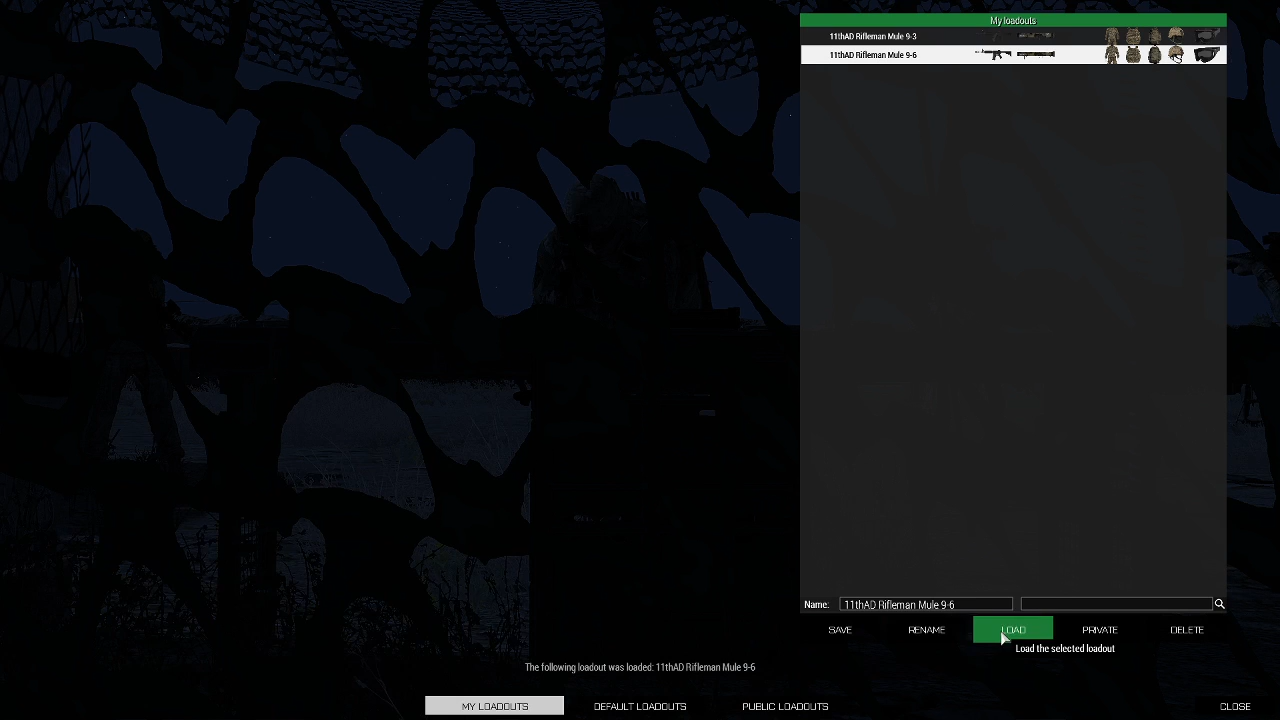 My loadouts
11thAD Rifleman Mule 9-3
11thAD Rifleman Mule 9-6
Name: 11thAD Rifleman Mule 9-6
SAVE RENAME LOAD PRIVATE DELETE
Load the selected loadout
The following loadout was loaded: 11thAD Rifleman Mule 9-6
MY LOADOUTS DEFAULT LOADOUTS PUBLIC LOADOUTS CLOSE